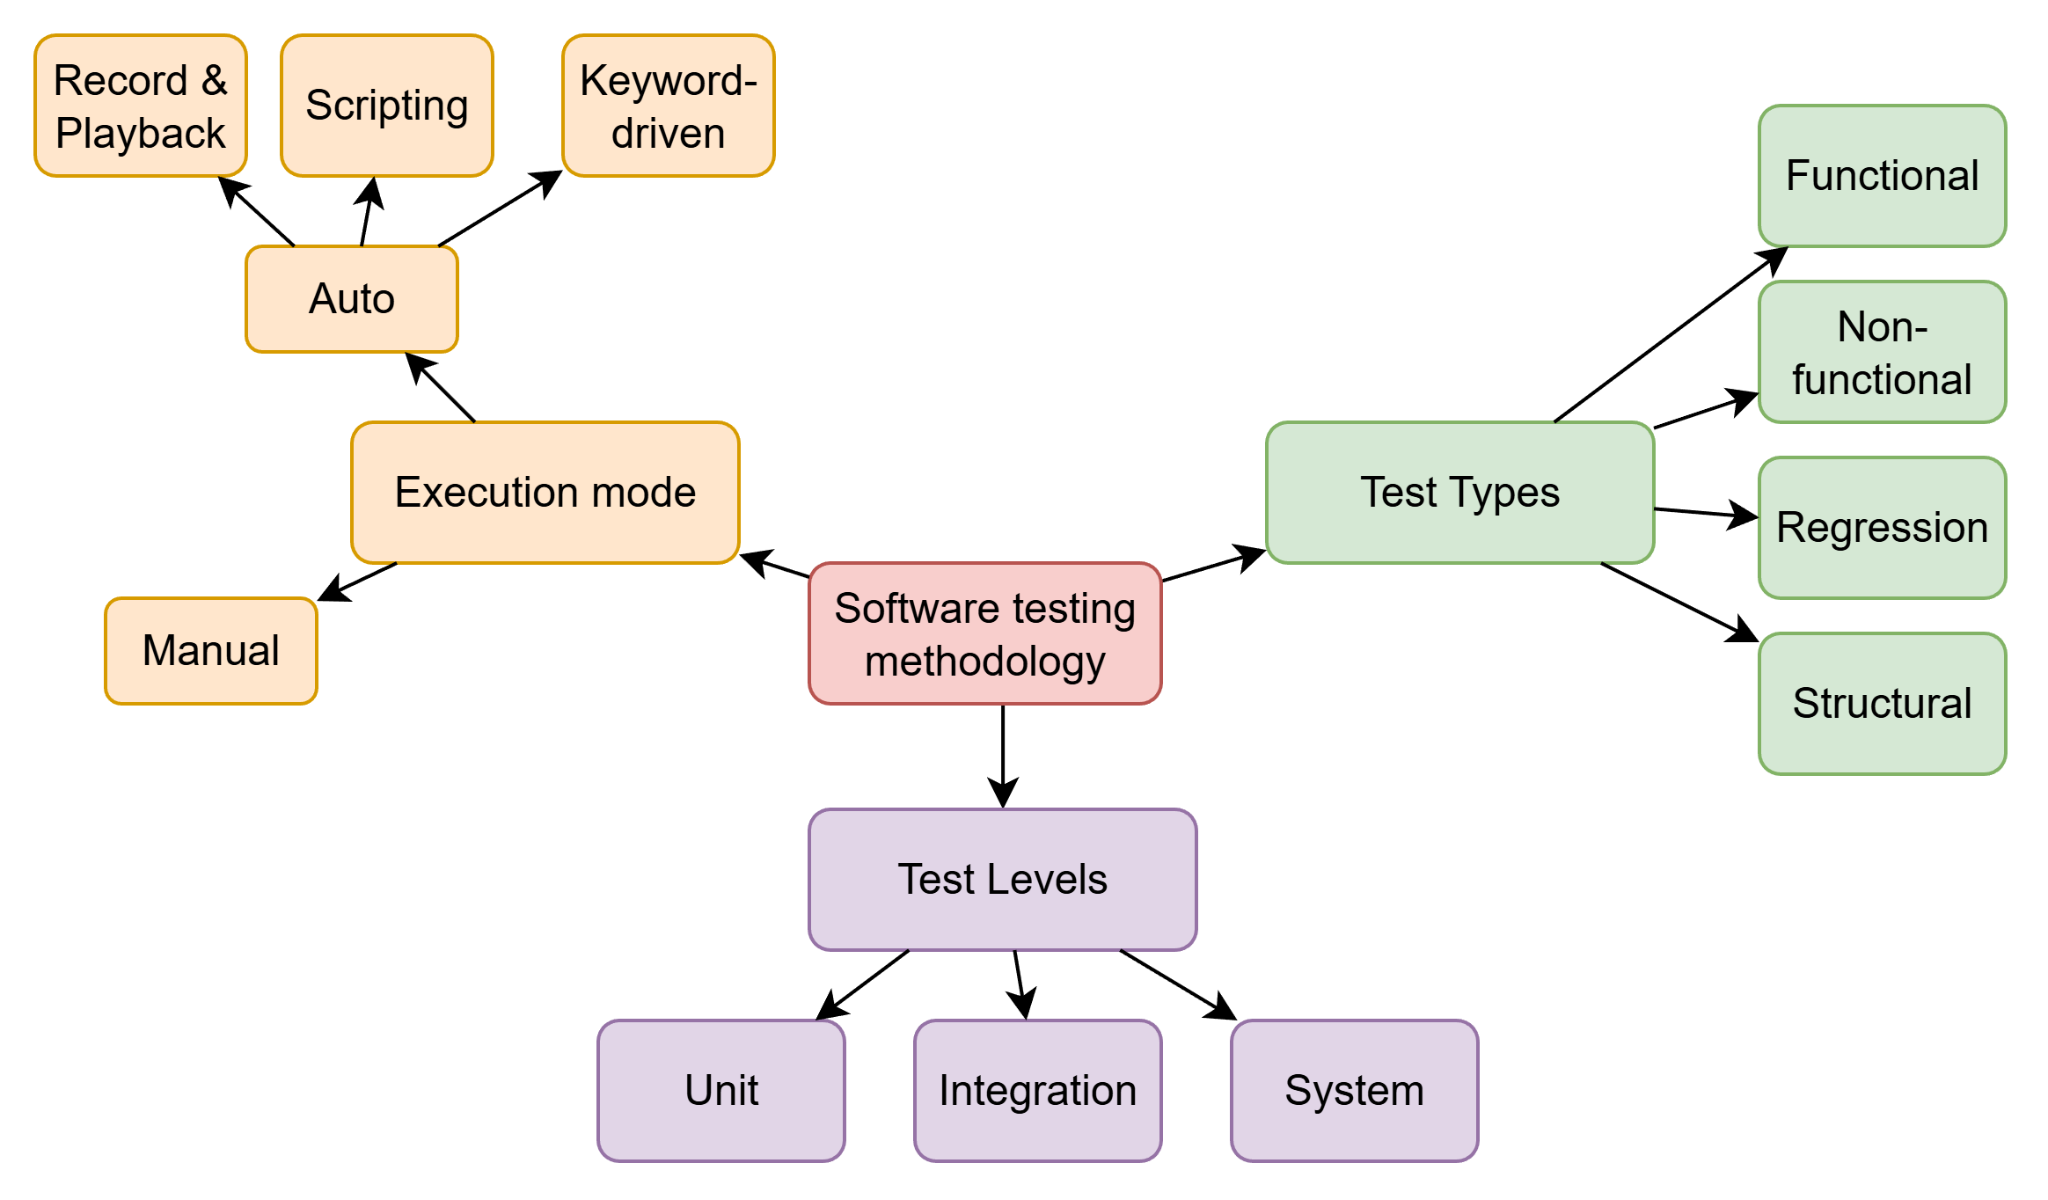 Record &
Playback
Scripting
Keyword-
driven
Auto
Execution mode
Manual
Software testing
methodology
Test Types
Functional
Non-
functional
Regression
Structural
Test Levels
Unit
Integration
System